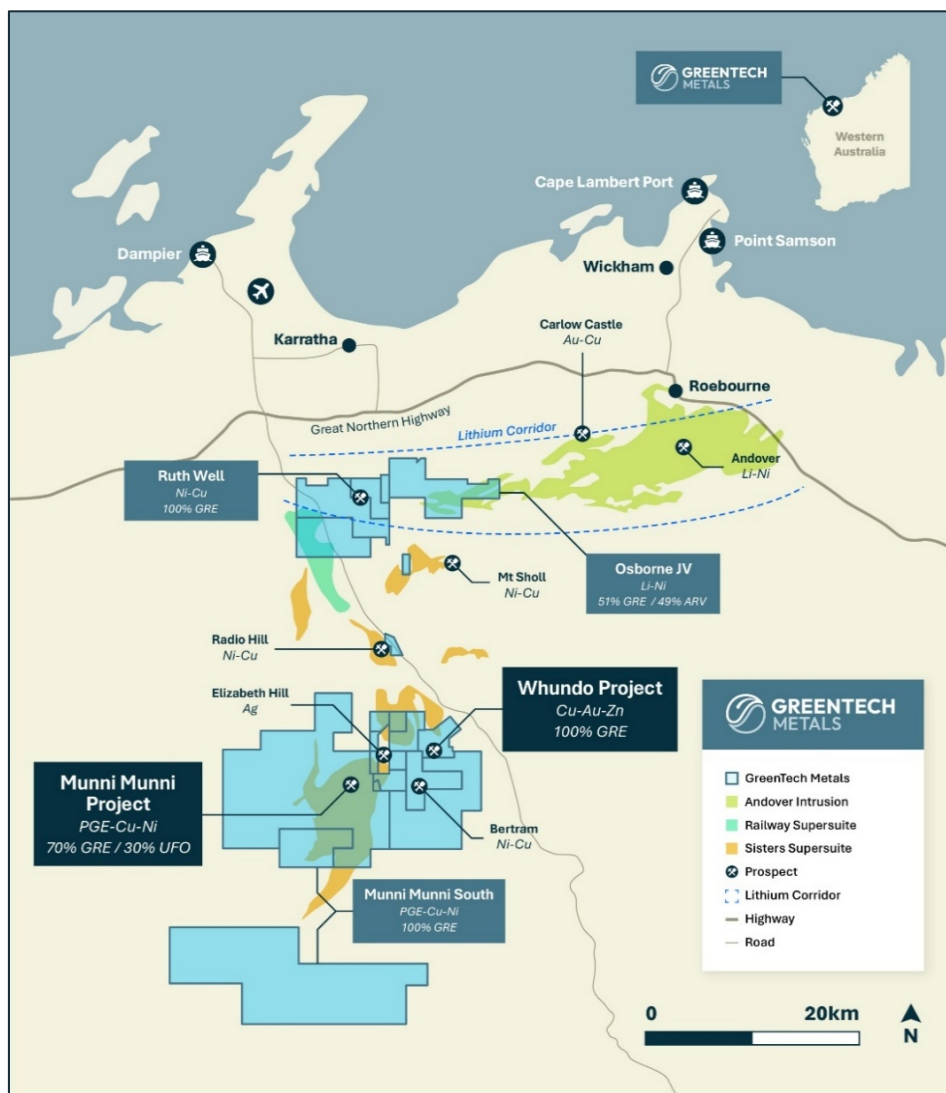 GREENTECH
METALS
Western
Australia
Cape Lambert Port
Dampier
Point Samson
Wickham
Carlow Castle
Au-Cu
Karratha
Roebourne
Great Northern Highway
Lithium Corridor
Andover
Li-Ni
Ruth Well
Ni-Cu
100% GRE
Mt Sholl
Ni-Cu
Osborne JV
Li-Ni
51% GRE / 49% ARV
Radio Hill
Ni-Cu
Elizabeth Hill
Ag
Whundo Project
Cu-Au-Zn
100% GRE
Munni Munni
Project
PGE-Cu-Ni
70% GRE / 30% UFO
Bertram
Ni-Cu
Munni Munni South
PGE-Cu-Ni
100% GRE
GREENTECH
METALS
GreenTech Metals
Andover Intrusion
Railway Supersuite
Sisters Supersuite
Prospect
Lithium Corridor
Highway
Road
0 20km
N